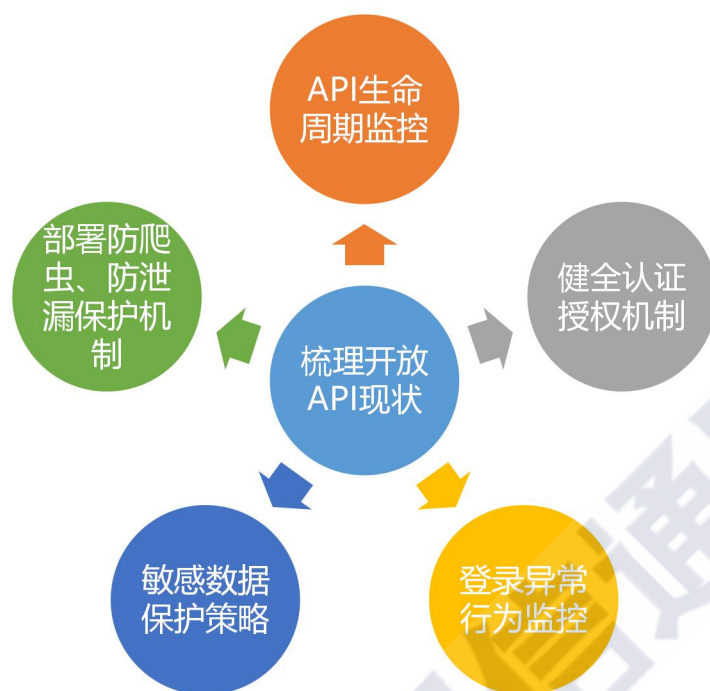 API生命
周期监控
部署防爬
虫、防泄
漏保护机
制
健全认证
授权机制
梳理开放
API现状
敏感数据
保护策略
登录异常
行为监控
信通